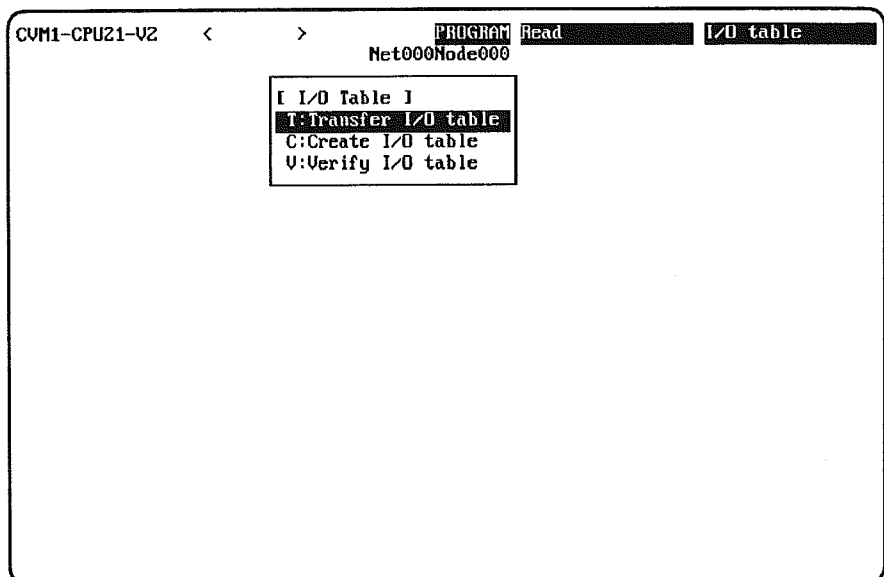 CVM1-CPU21-V2 < > PROGRAM Read I/O table
Net000Node000
[ I/O Table ]
T:Transfer I/O table
C:Create I/O table
V:Verify I/O table